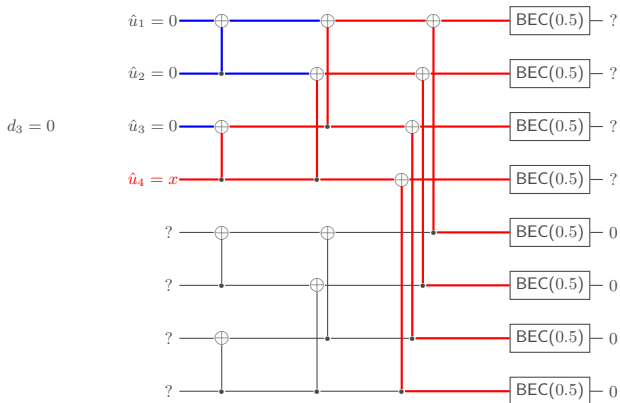 û₁ = 0 BEC(0.5) ?
û₂ = 0 BEC(0.5) ?
d₃ = 0 û₃ = 0 BEC(0.5) ?
û₄ = x BEC(0.5) ?
? BEC(0.5) 0
? BEC(0.5) 0
? BEC(0.5) 0
? BEC(0.5) 0